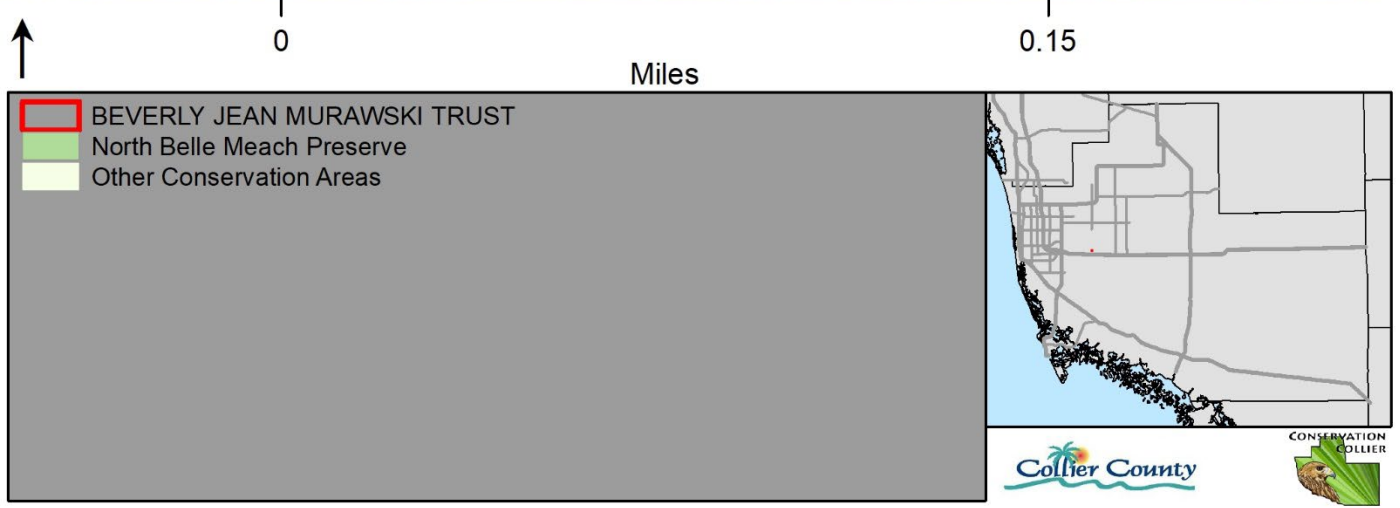 0
0.15
Miles
BEVERLY JEAN MURAWSKI TRUST
North Belle Meach Preserve
Other Conservation Areas
Collier County
CONSERVATION
COLLIER